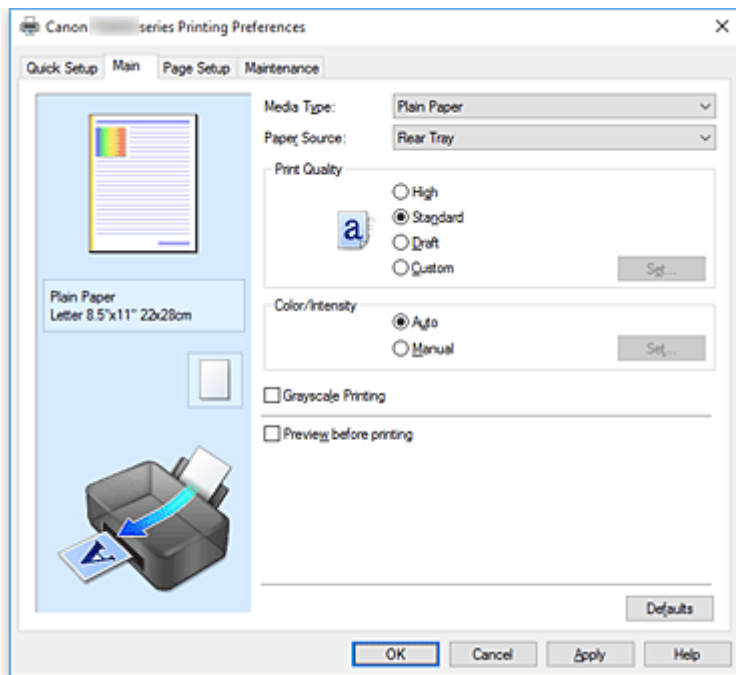 Canon series Printing Preferences
Quick Setup Main Page Setup Maintenance
Media Type: Plain Paper
Paper Source: Rear Tray
Print Quality
High
Standard
a
Draft
Custom Set...
Plain Paper
Letter 8.5"x11" 22x28cm
Color/Intensity
Auto
Manual Set...
Grayscale Printing
Preview before printing
A
Defaults
OK Cancel Apply Help